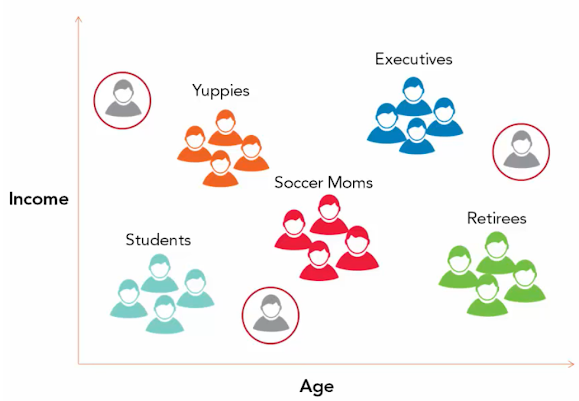 Executives
Yuppies
Soccer Moms
Income
Retirees
Students
Age